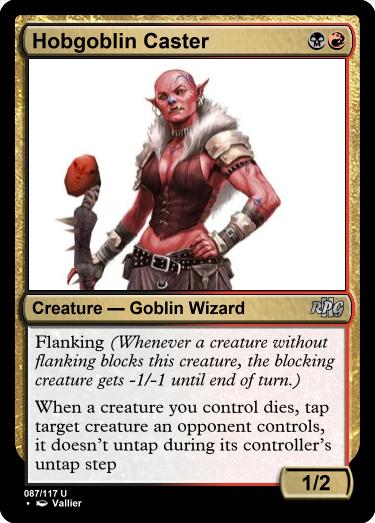 Hobgoblin Caster
Creature — Goblin Wizard
RPG
Flanking (Whenever a creature without
flanking blocks this creature, the blocking
creature gets -1/-1 until end of turn.)
When a creature you control dies, tap
target creature an opponent controls,
it doesn't untap during its controller's
untap step
1/2
087/117 U
• Vallier